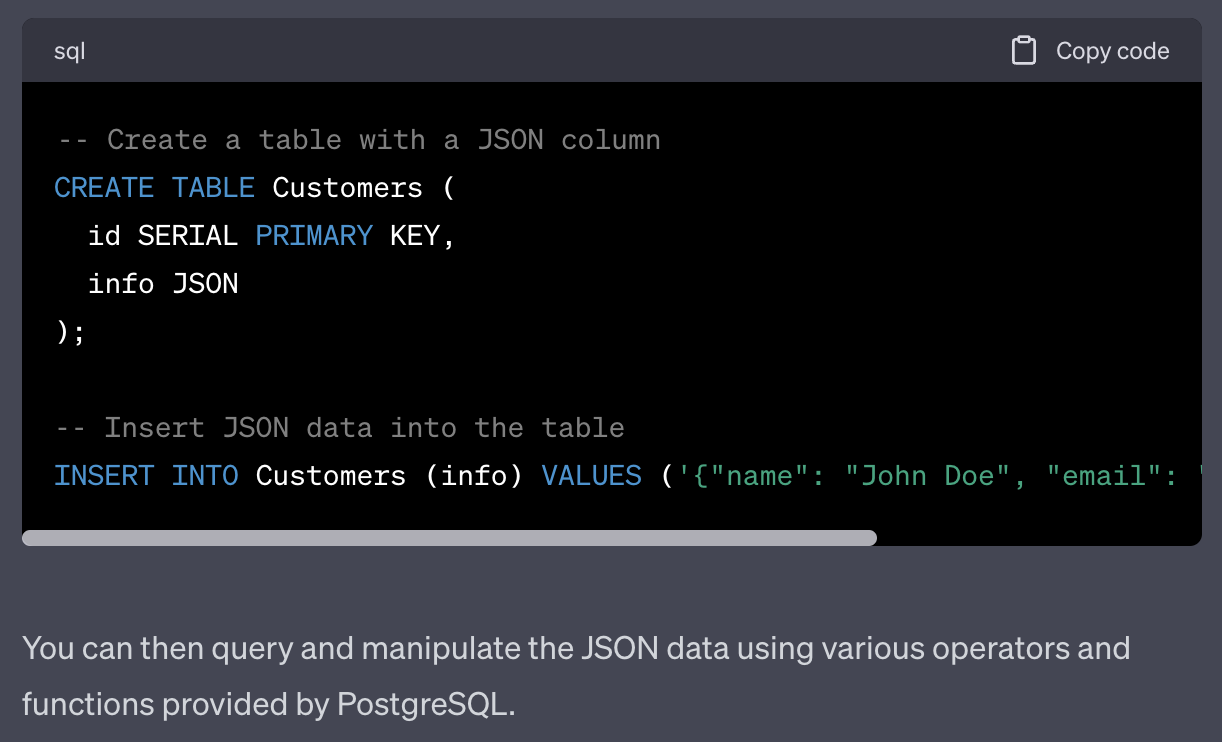 sql
Copy code
-- Create a table with a JSON column
CREATE TABLE Customers (
  id SERIAL PRIMARY KEY,
  info JSON
);
-- Insert JSON data into the table
INSERT INTO Customers (info) VALUES ('{"name": "John Doe", "email": "
You can then query and manipulate the JSON data using various operators and
functions provided by PostgreSQL.